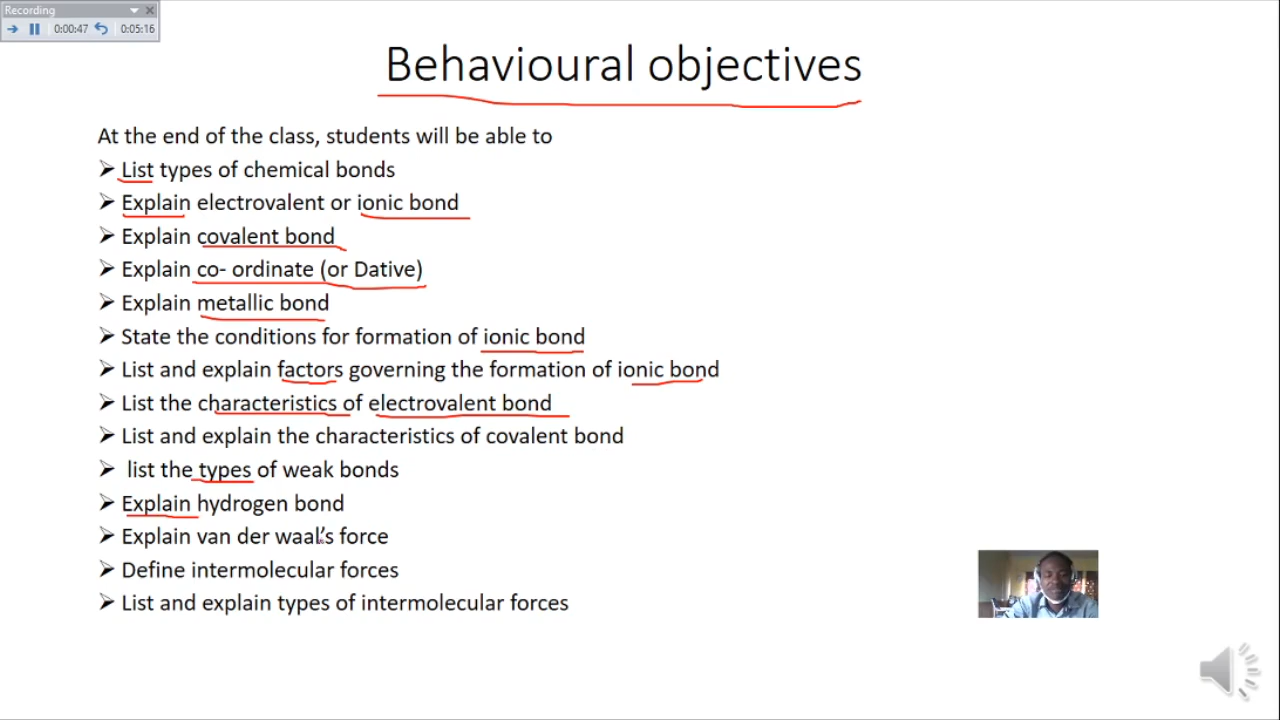 Recording
0:00:47 0:05:16
Behavioural objectives
At the end of the class, students will be able to
➢ List types of chemical bonds
➢ Explain electrovalent or ionic bond
➢ Explain covalent bond
➢ Explain co- ordinate (or Dative)
➢ Explain metallic bond
➢ State the conditions for formation of ionic bond
➢ List and explain factors governing the formation of ionic bond
➢ List the characteristics of electrovalent bond
➢ List and explain the characteristics of covalent bond
➢ list the types of weak bonds
➢ Explain hydrogen bond
➢ Explain van der waal's force
➢ Define intermolecular forces
➢ List and explain types of intermolecular forces